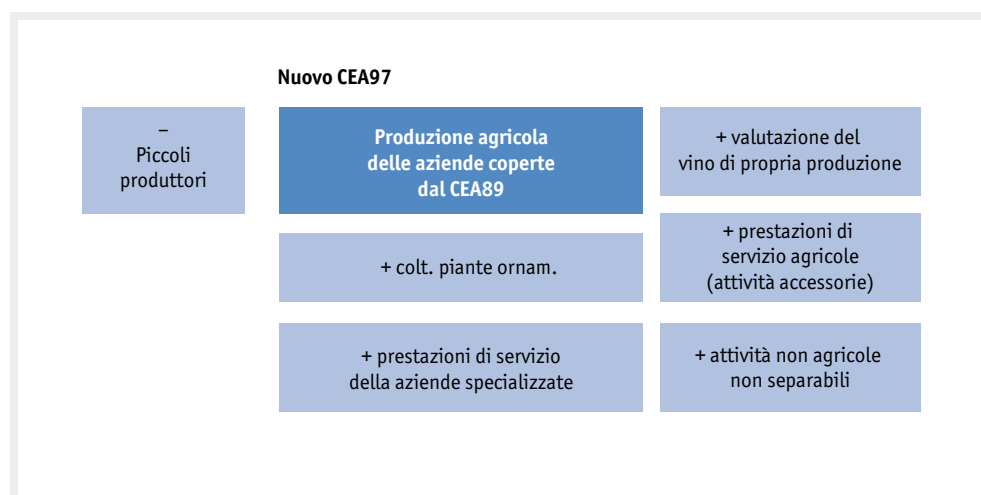 Nuovo CEA97
–
Piccoli
produttori
Produzione agricola
delle aziende coperte
dal CEA89
+ valutazione del
vino di propria produzione
+ colt. piante ornam.
+ prestazioni di
servizio agricole
(attività accessorie)
+ prestazioni di servizio
della aziende specializzate
+ attività non agricole
non separabili